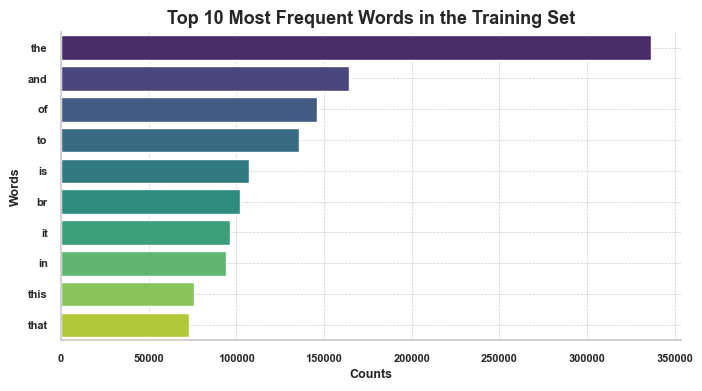 Top 10 Most Frequent Words in the Training Set
the
and
of
to
is
br
it
in
this
that
Words
0 50000 100000 150000 200000 250000 300000 350000
Counts